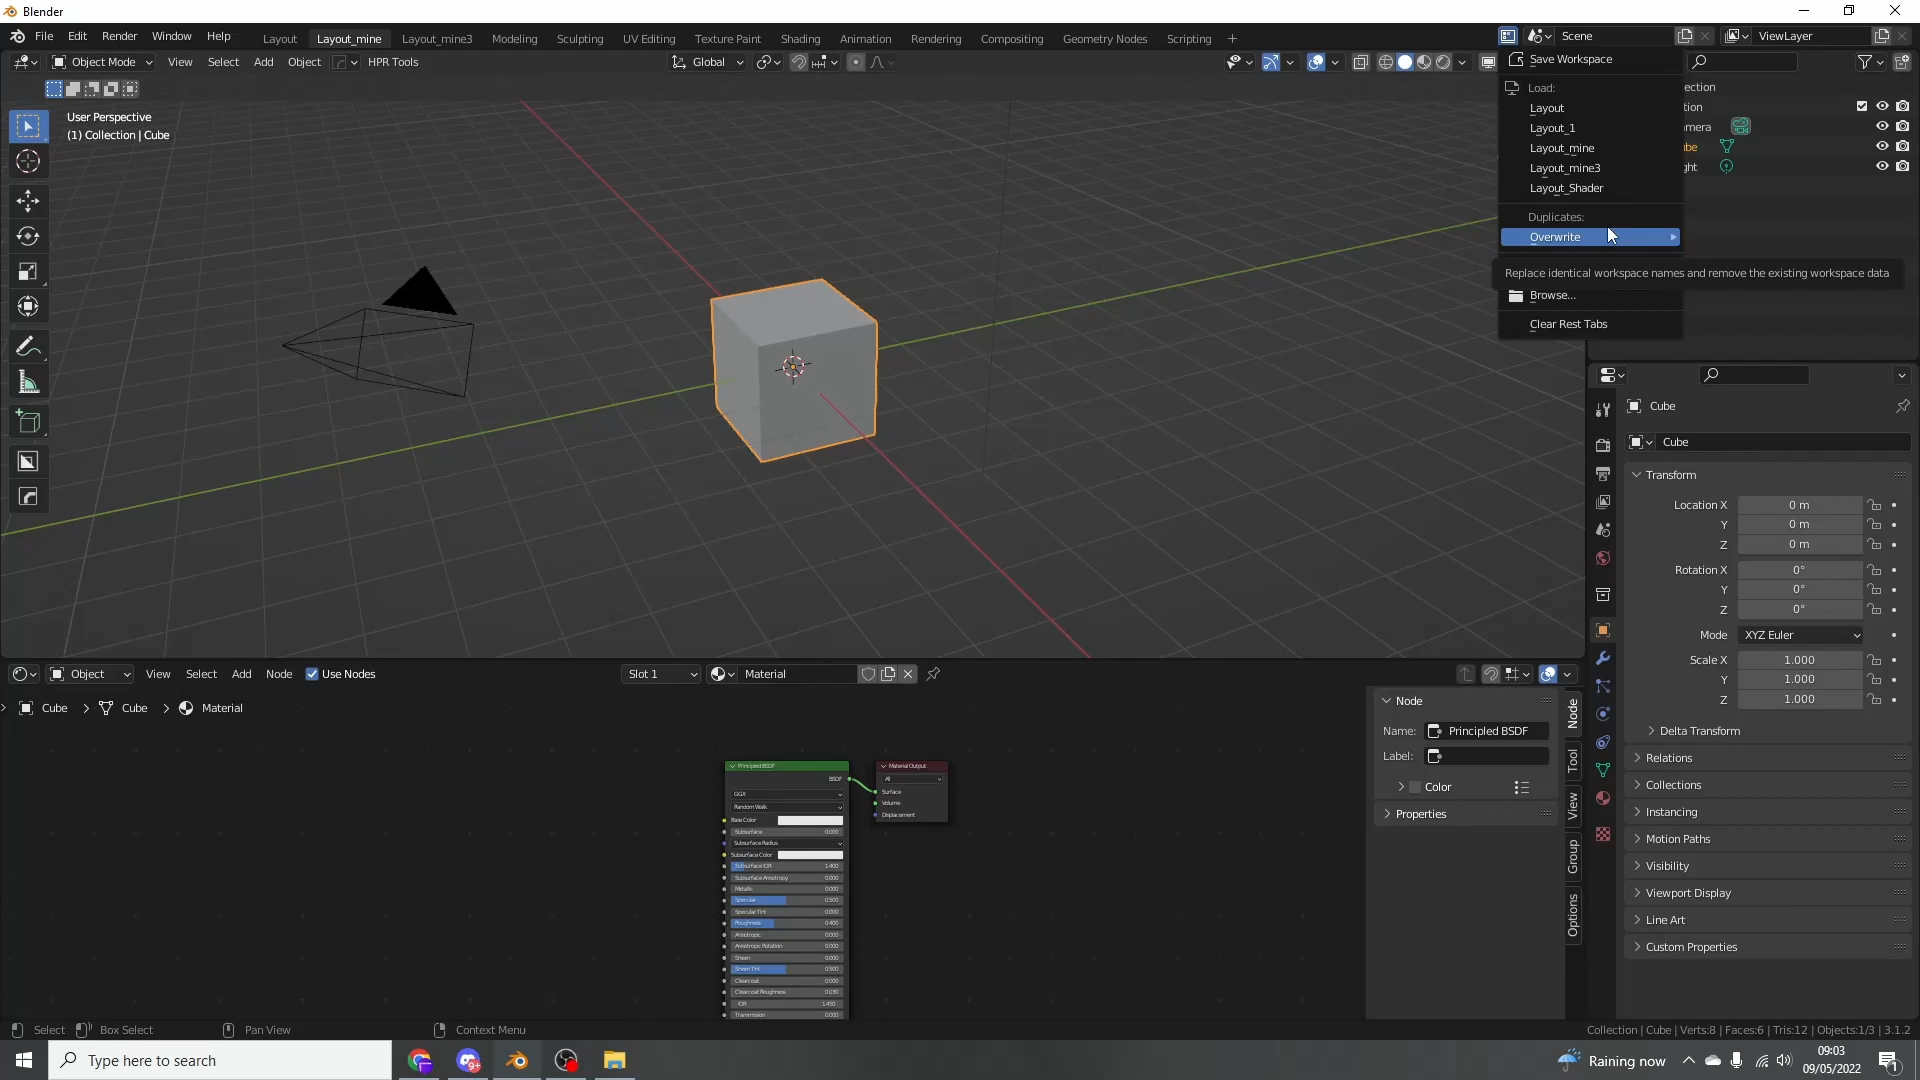 Blender
File Edit Render Window Help
Layout Layout_mine Layout_mine3 Modeling Sculpting UV Editing Texture Paint Shading Animation Rendering Compositing Geometry Nodes Scripting +
Scene ViewLayer
Object Mode View Select Add Object HPR Tools
Global
Save Workspace
Load:
Layout
Layout_1
Layout_mine
Layout_mine3
Layout_Shader
Duplicates:
Overwrite
Replace identical workspace names and remove the existing workspace data
Browse...
Clear Rest Tabs
ection
tion
mera
be
ght
User Perspective
(1) Collection | Cube
Cube
Cube
Transform
Location X 0 m
Y 0 m
Z 0 m
Rotation X 0°
Y 0°
Z 0°
Mode XYZ Euler
Scale X 1.000
Y 1.000
Z 1.000
Delta Transform
Relations
Collections
Instancing
Motion Paths
Visibility
Viewport Display
Line Art
Custom Properties
Object View Select Add Node Use Nodes Slot 1 Material
Cube > Cube > Material
Principled BSDF
BSDF
GGX
Random Walk
Base Color
Subsurface 0.000
Subsurface Radius
Subsurface Color
Subsurface IOR 1.400
Subsurface Anisotropy 0.000
Metallic 0.000
Specular 0.500
Specular Tint 0.000
Roughness 0.400
Anisotropic 0.000
Anisotropic Rotation 0.000
Sheen 0.000
Sheen Tint 0.500
Clearcoat 0.000
Clearcoat Roughness 0.030
IOR 1.450
Transmission 0.000
Material Output
All
Surface
Volume
Displacement
Node
Name: Principled BSDF
Label:
Color
Properties
Node
Tool
View
Group
Options
Select Box Select Pan View Context Menu
Collection | Cube | Verts:8 | Faces:6 | Tris:12 | Objects:1/3 | 3.1.2
Type here to search
9+
Raining now
09:03
09/05/2022
1